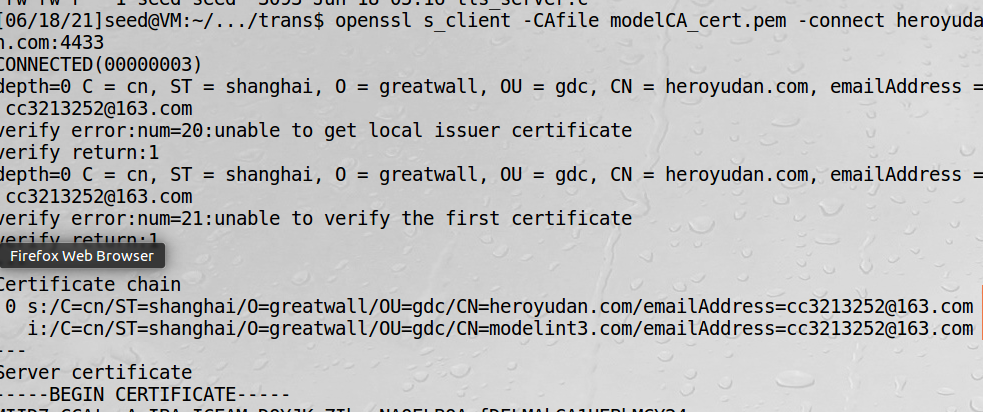 [06/18/21]seed@VM:~/.../trans$ openssl s_client -CAfile modelCA_cert.pem -connect heroyuda
n.com:4433
CONNECTED(00000003)
depth=0 C = cn, ST = shanghai, O = greatwall, OU = gdc, CN = heroyudan.com, emailAddress =
cc3213252@163.com
verify error:num=20:unable to get local issuer certificate
verify return:1
depth=0 C = cn, ST = shanghai, O = greatwall, OU = gdc, CN = heroyudan.com, emailAddress =
cc3213252@163.com
verify error:num=21:unable to verify the first certificate
verify return:1
Firefox Web Browser
Certificate chain
0 s:/C=cn/ST=shanghai/O=greatwall/OU=gdc/CN=heroyudan.com/emailAddress=cc3213252@163.com
i:/C=cn/ST=shanghai/O=greatwall/OU=gdc/CN=modelint3.com/emailAddress=cc3213252@163.com
---
Server certificate
-----BEGIN CERTIFICATE-----